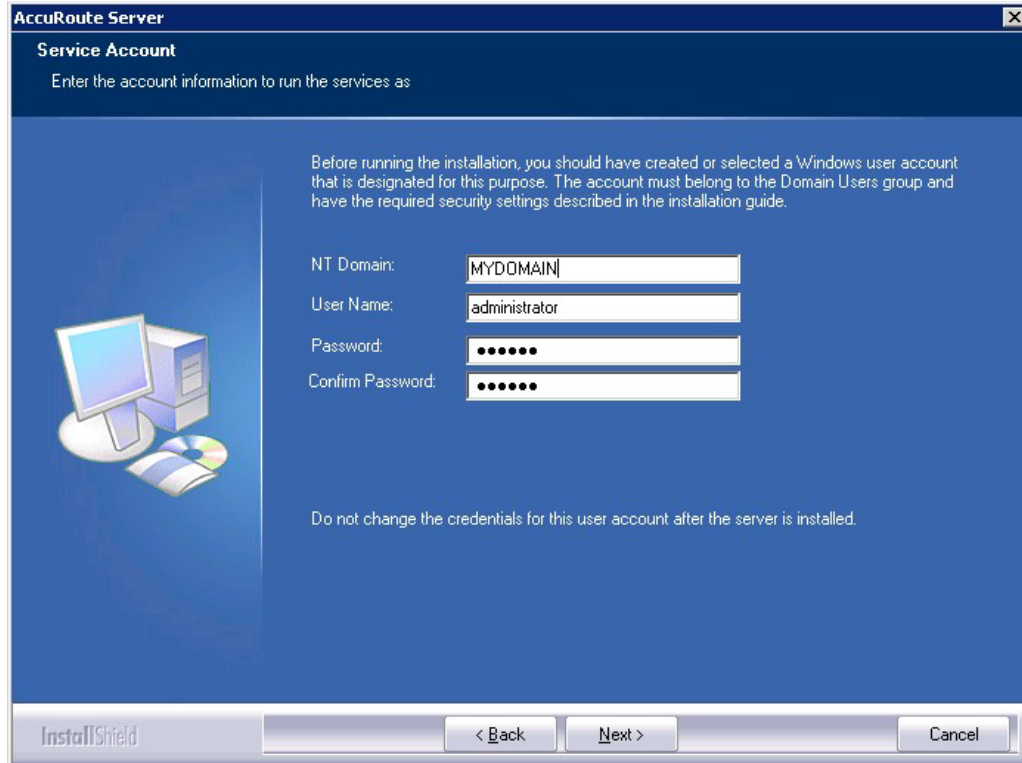 AccuRoute Server
Service Account
Enter the account information to run the services as
Before running the installation, you should have created or selected a Windows user account
that is designated for this purpose. The account must belong to the Domain Users group and
have the required security settings described in the installation guide.
NT Domain: MYDOMAIN
User Name: administrator
Password: ●●●●●●
Confirm Password: ●●●●●●
Do not change the credentials for this user account after the server is installed.
InstallShield
< Back Next > Cancel